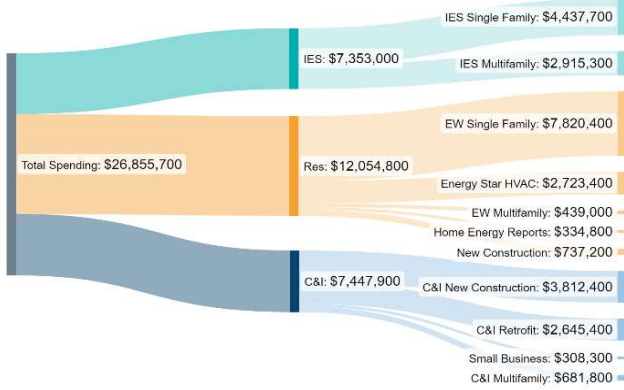 IES Single Family: $4,437,700
IES: $7,353,000
IES Multifamily: $2,915,300
EW Single Family: $7,820,400
Total Spending: $26,855,700
Res: $12,054,800
Energy Star HVAC: $2,723,400
EW Multifamily: $439,000
Home Energy Reports: $334,800
New Construction: $737,200
C&I: $7,447,900
C&I New Construction: $3,812,400
C&I Retrofit: $2,645,400
Small Business: $308,300
C&I Multifamily: $681,800